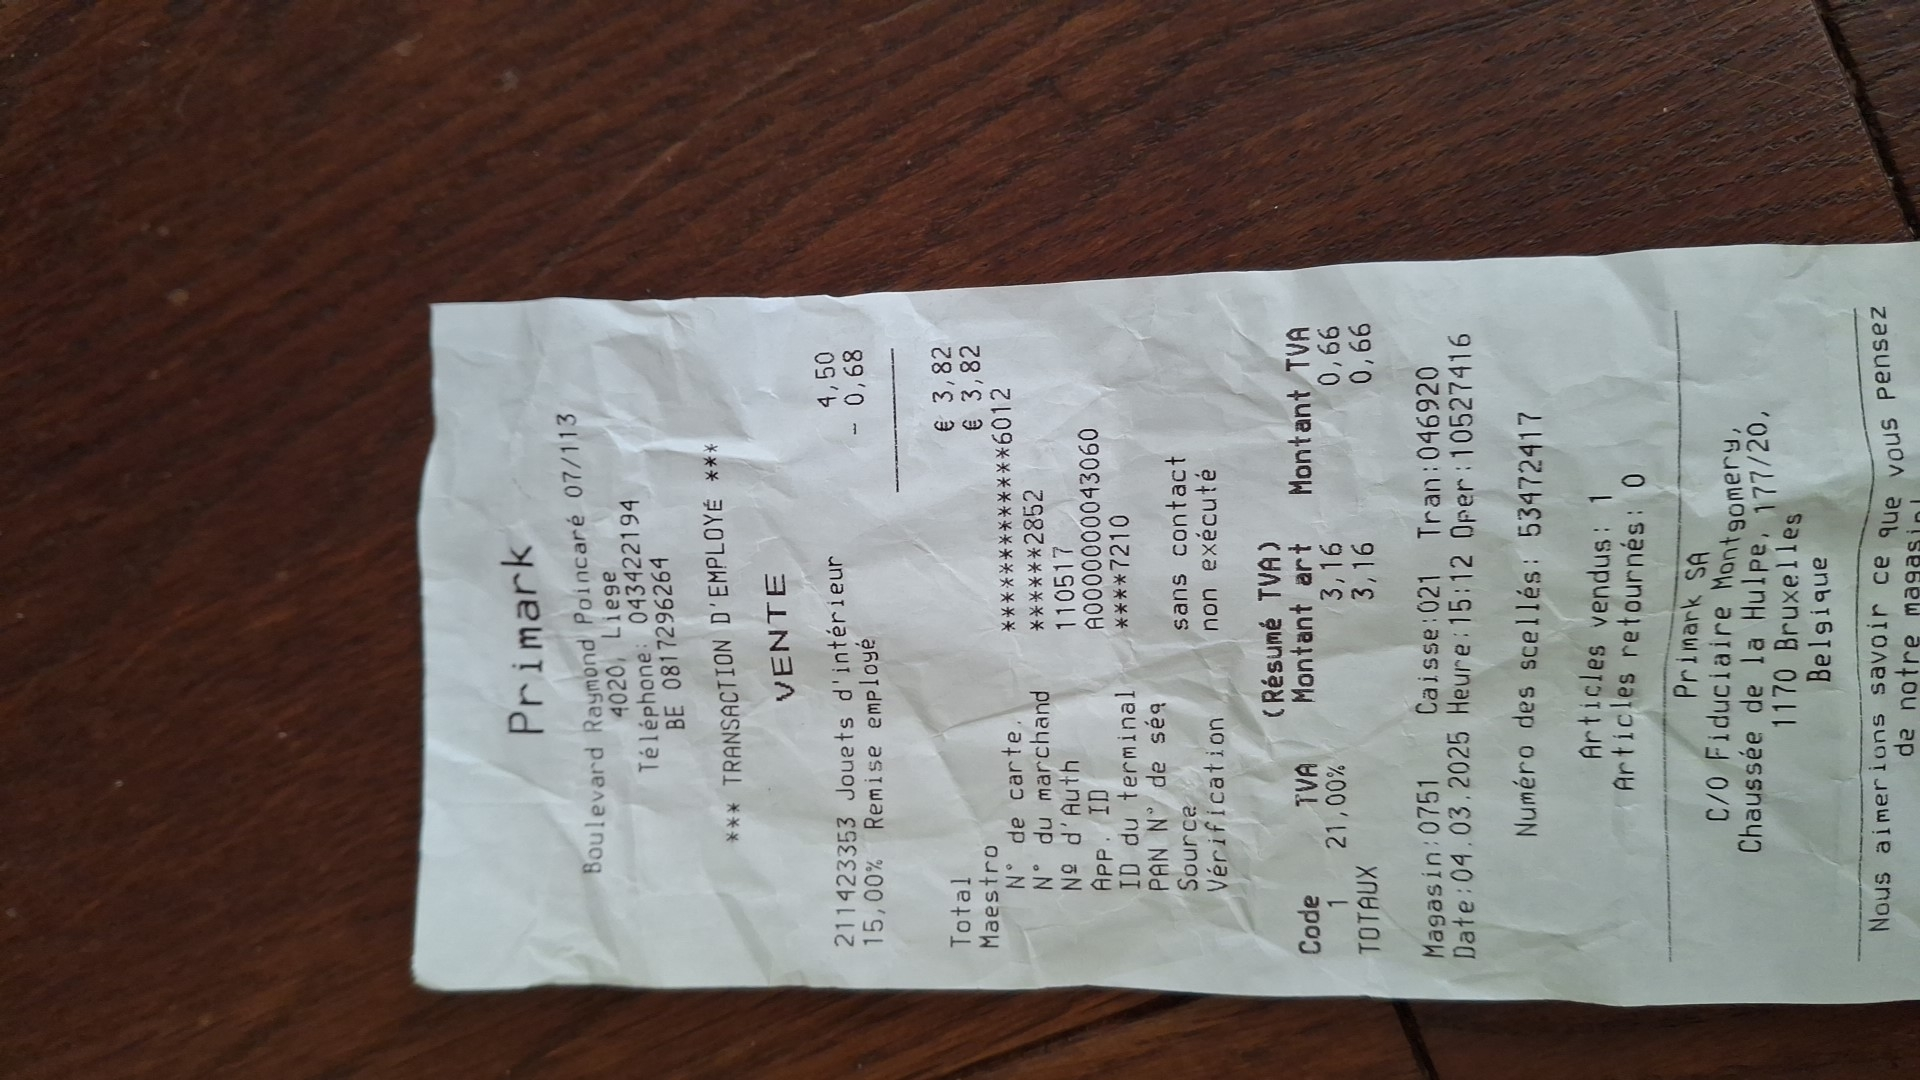 Primark
Boulevard Raymond Poincaré 07/113
4020, Liege
Téléphone: 043422194
BE 0817296264
*** TRANSACTION D'EMPLOYÉ ***
VENTE
211423353 Jouets d'intérieur 4,50
15,00% Remise employé - 0,68
Total € 3,82
Maestro € 3,82
N° de carte. ***************6012
N° du marchand ******2852
Nº d'Auth 110517
App. ID A0000000043060
ID du terminal ****7210
PAN N° de séq
Source sans contact
Vérification non exécuté
(Résumé TVA)
Code TVA Montant art Montant TVA
1 21,00% 3,16 0,66
TOTAUX 3,16 0,66
Magasin:0751 Caisse:021 Tran:046920
Date:04.03.2025 Heure:15:12 Oper:10527416
Numéro des scellés: 53472417
Articles vendus: 1
Articles retournés: 0
Primark SA
C/O Fiduciaire Montgomery,
Chaussée de la Hulpe, 177/20,
1170 Bruxelles
Belgique
Nous aimerions savoir ce que vous pensez
de notre magasin!